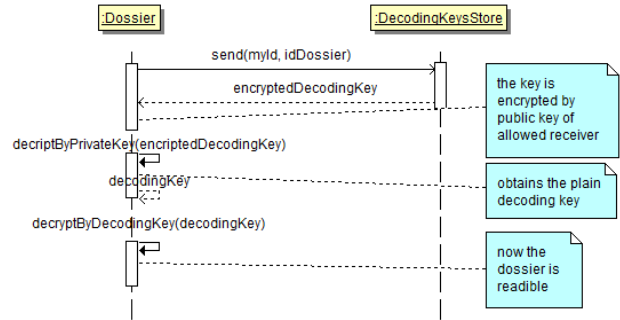 :Dossier
:DecodingKeysStore
send(myId, idDossier)
encryptedDecodingKey
the key is
encrypted by
public key of
allowed receiver
decriptByPrivateKey(encriptedDecodingKey)
decodingKey
obtains the plain
decoding key
decryptByDecodingKey(decodingKey)
now the
dossier is
readible